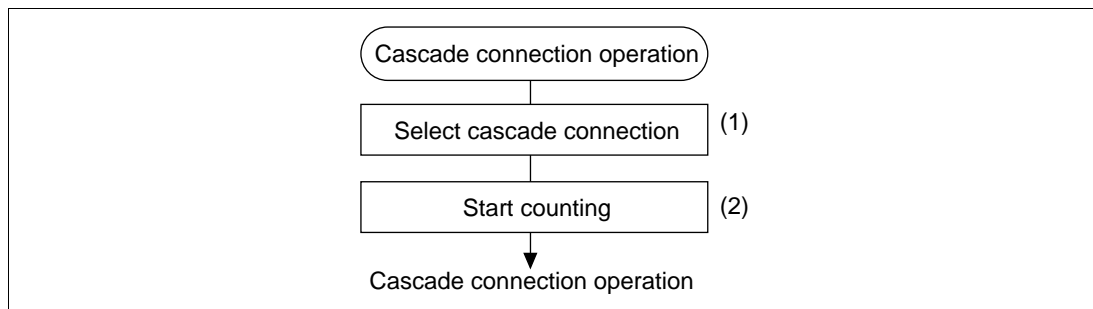 Cascade connection operation
Select cascade connection (1)
Start counting (2)
Cascade connection operation